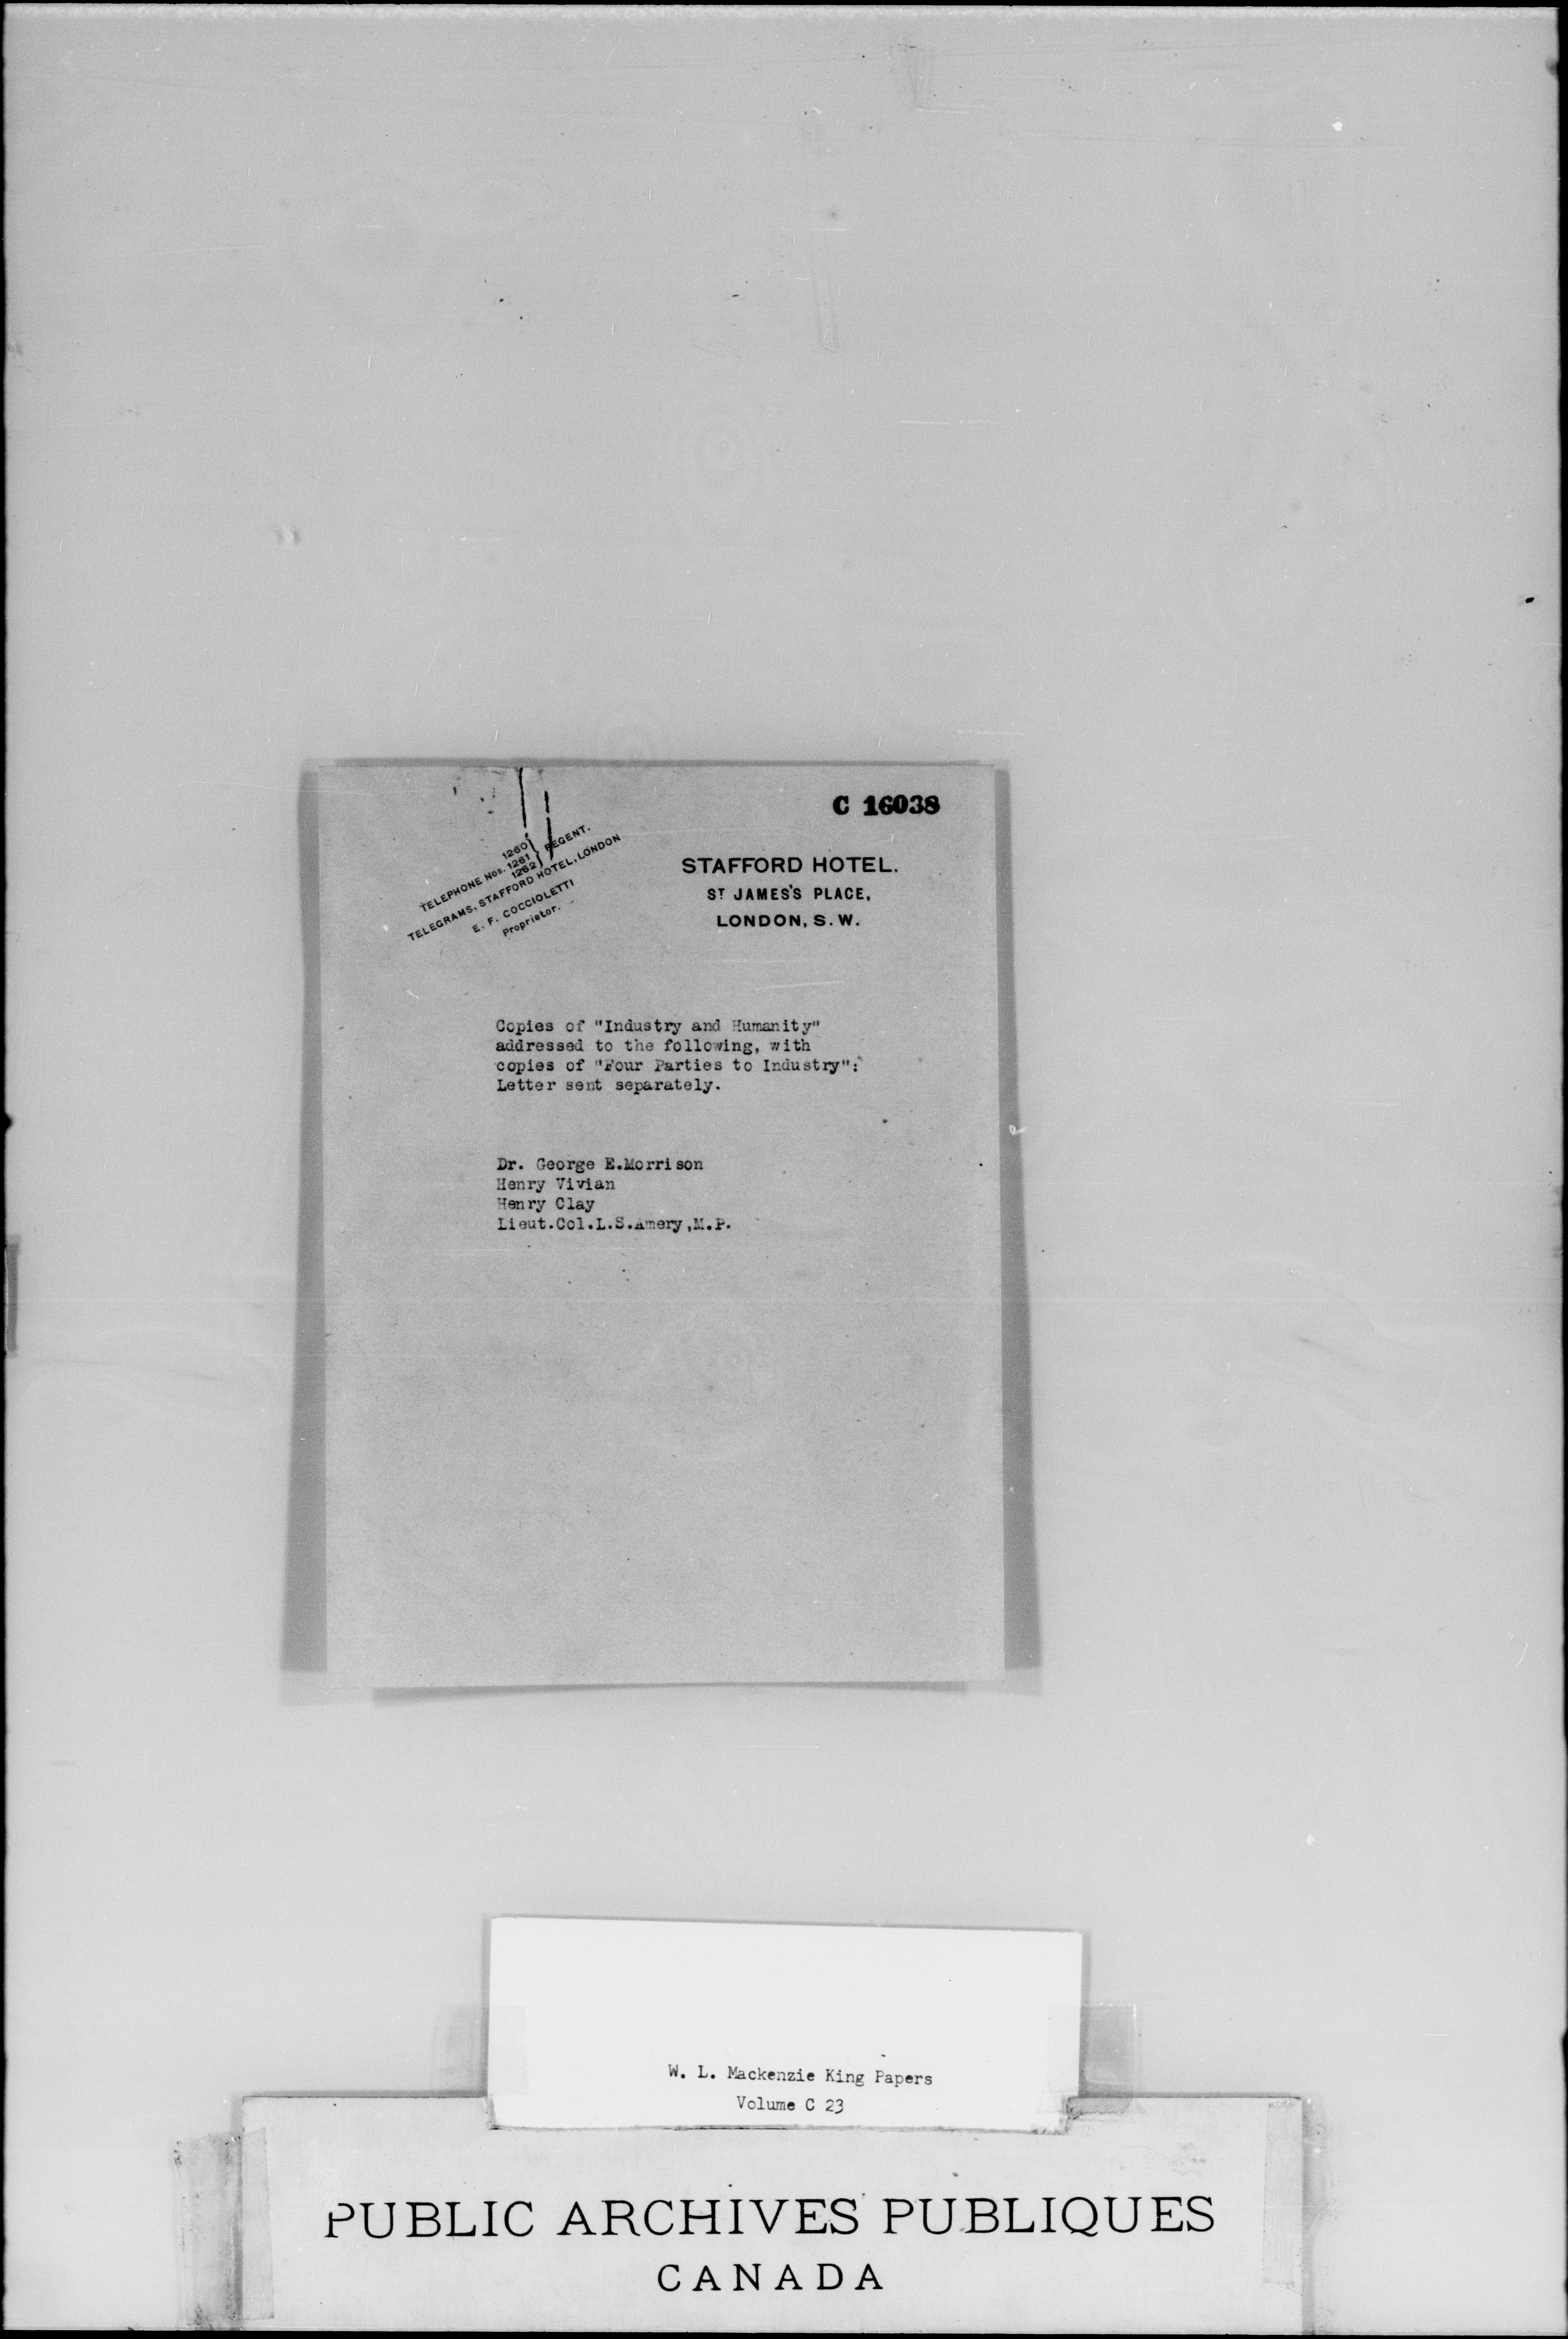 C 16038
1260
TELEPHONE Nos. 1261 } REGENT.
1262
TELEGRAMS, STAFFORD HOTEL, LONDON
E. F. COCCIOLETTI
Proprietor.
STAFFORD HOTEL.
ST JAMES'S PLACE,
LONDON, S.W.
Copies of "Industry and Humanity"
addressed to the following, with
copies of "Four Parties to Industry":
Letter sent separately.
Dr. George E.Morrison
Henry Vivian
Henry Clay
Lieut.Col.L.S.Amery,M.P.
W. L. Mackenzie King Papers
Volume C 23
PUBLIC ARCHIVES PUBLIQUES
CANADA